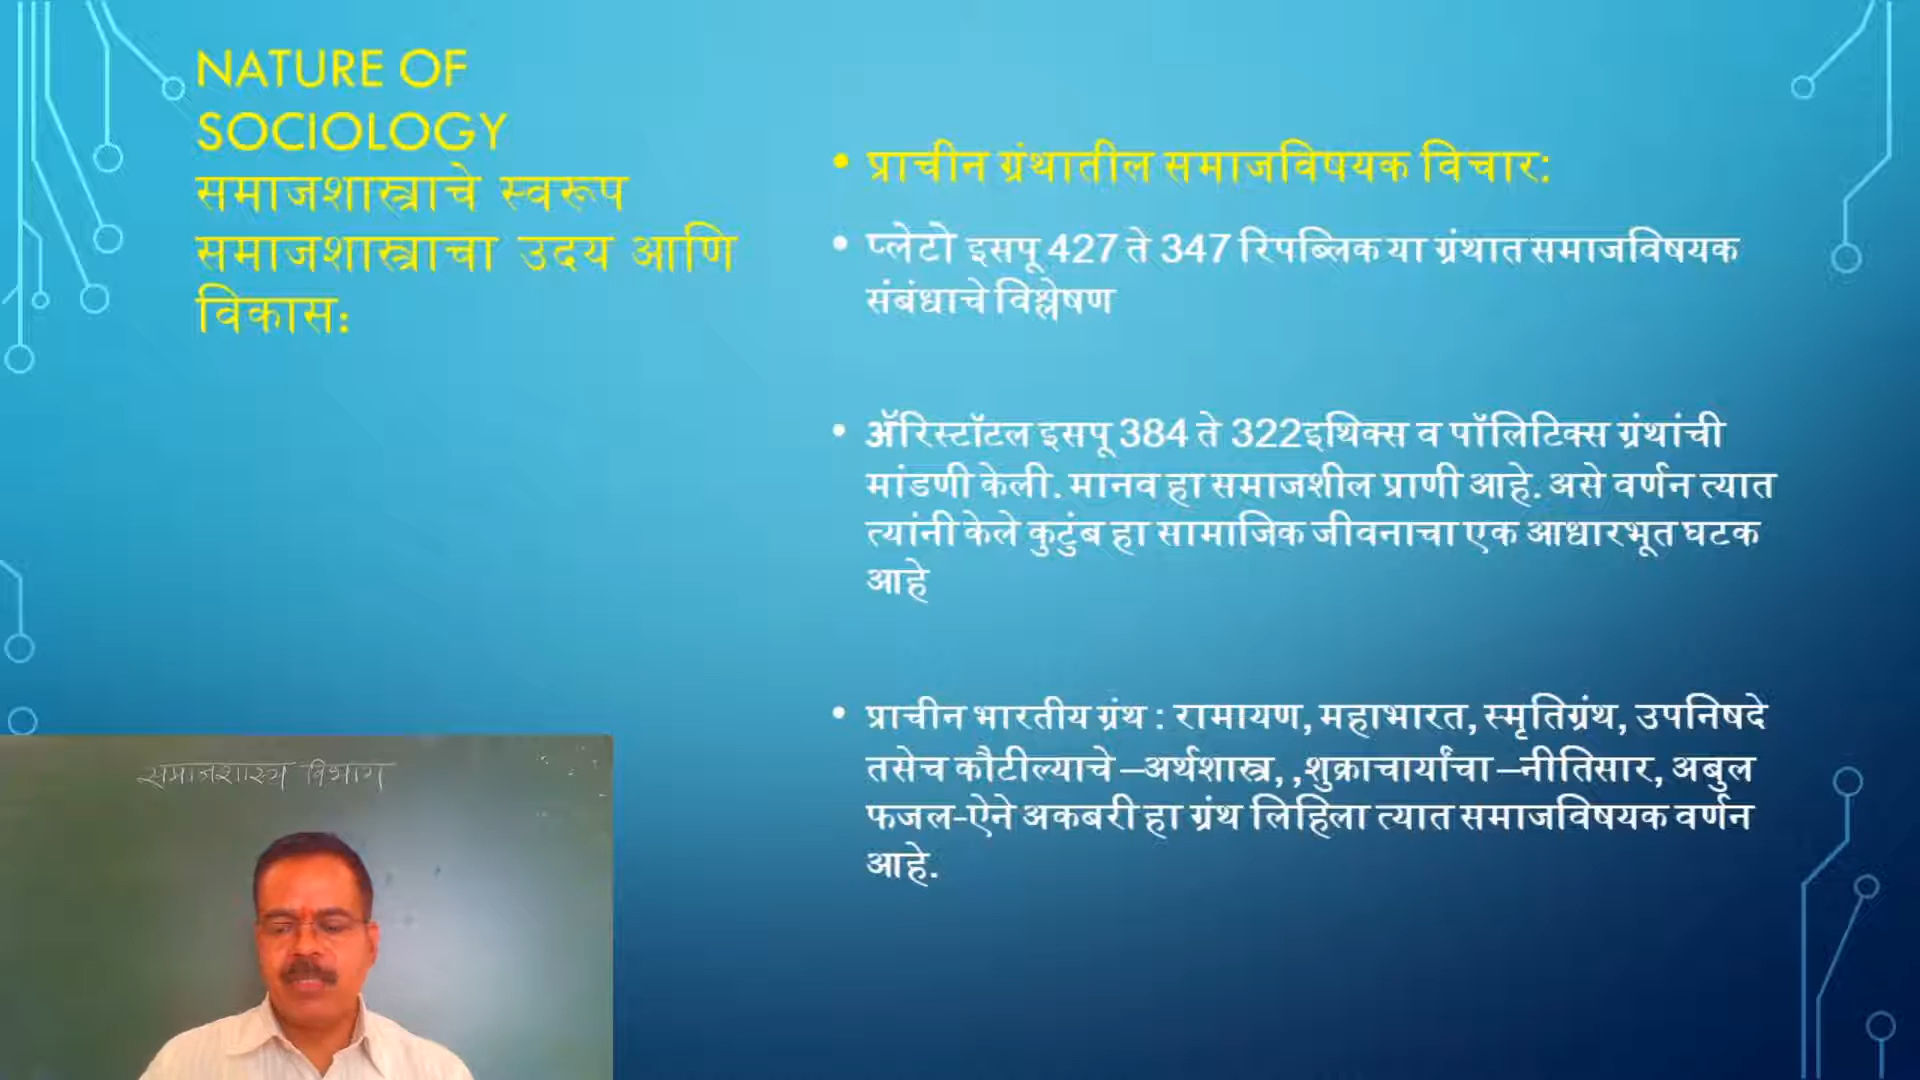 NATURE OF
SOCIOLOGY
समाजशास्त्राचे स्वरूप
समाजशास्त्राचा उदय आणि
विकास:
• प्राचीन ग्रंथातील समाजविषयक विचार:
• प्लेटो इसपू 427 ते 347 रिपब्लिक या ग्रंथात समाजविषयक
संबंधाचे विश्लेषण
• ॲरिस्टॉटल इसपू 384 ते 322इथिक्स व पॉलिटिक्स ग्रंथांची
मांडणी केली. मानव हा समाजशील प्राणी आहे. असे वर्णन त्यात
त्यांनी केले कुटुंब हा सामाजिक जीवनाचा एक आधारभूत घटक
आहे
• प्राचीन भारतीय ग्रंथ : रामायण, महाभारत, स्मृतिग्रंथ, उपनिषदे
तसेच कौटील्याचे –अर्थशास्त्र, ,शुक्राचार्यांचा –नीतिसार, अबुल
फजल-ऐने अकबरी हा ग्रंथ लिहिला त्यात समाजविषयक वर्णन
आहे.
समाजशास्त्र विभाग